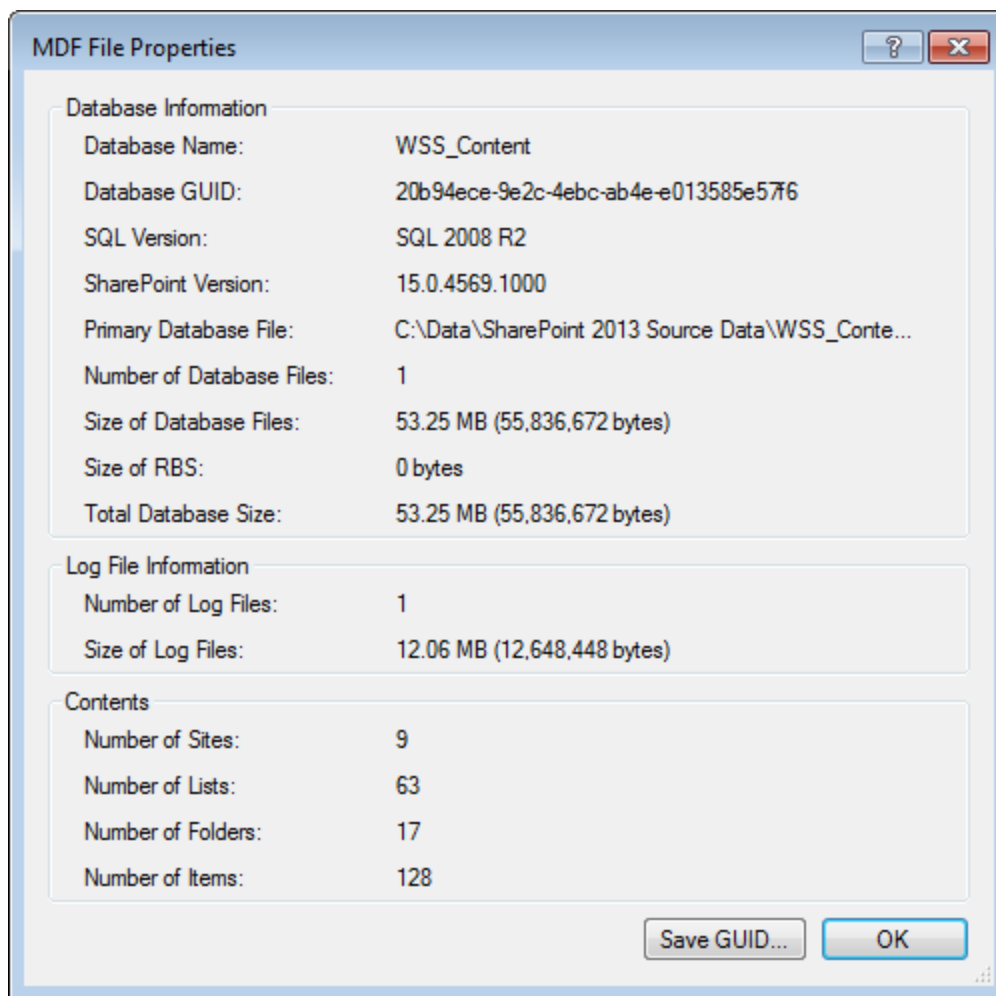 MDF File Properties
Database Information
Database Name: WSS_Content
Database GUID: 20b94ece-9e2c-4ebc-ab4e-e013585e57f6
SQL Version: SQL 2008 R2
SharePoint Version: 15.0.4569.1000
Primary Database File: C:\Data\SharePoint 2013 Source Data\WSS_Conte...
Number of Database Files: 1
Size of Database Files: 53.25 MB (55,836,672 bytes)
Size of RBS: 0 bytes
Total Database Size: 53.25 MB (55,836,672 bytes)
Log File Information
Number of Log Files: 1
Size of Log Files: 12.06 MB (12,648,448 bytes)
Contents
Number of Sites: 9
Number of Lists: 63
Number of Folders: 17
Number of Items: 128
Save GUID... OK